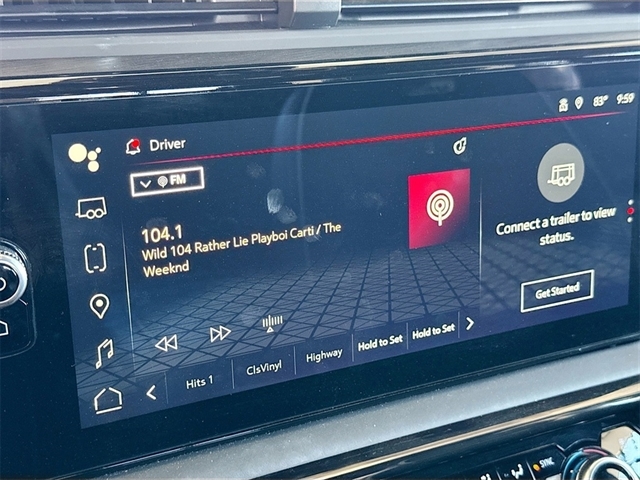 83° 9:59
Driver
FM
104.1
Wild 104 Rather Lie Playboi Carti / The
Weeknd
Connect a trailer to view
status.
Get Started
Hits 1 ClsVinyl Highway Hold to Set Hold to Set
SYNC